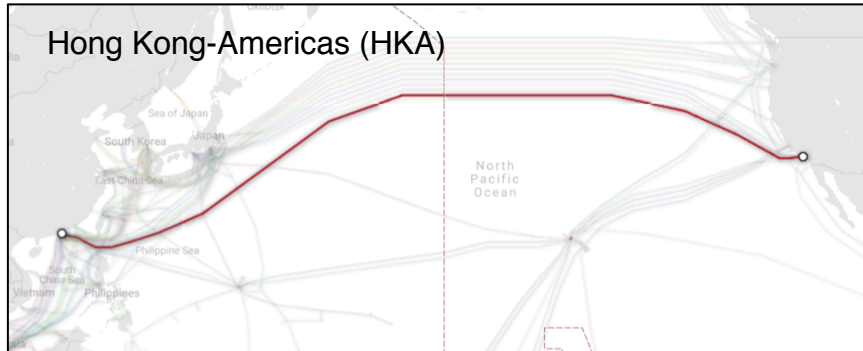 Hong Kong-Americas (HKA)
Okhotsk
Sea of Japan
South Korea
Japan
East China Sea
North
Pacific
Ocean
Philippine Sea
South
China Sea
Vietnam
Philippines